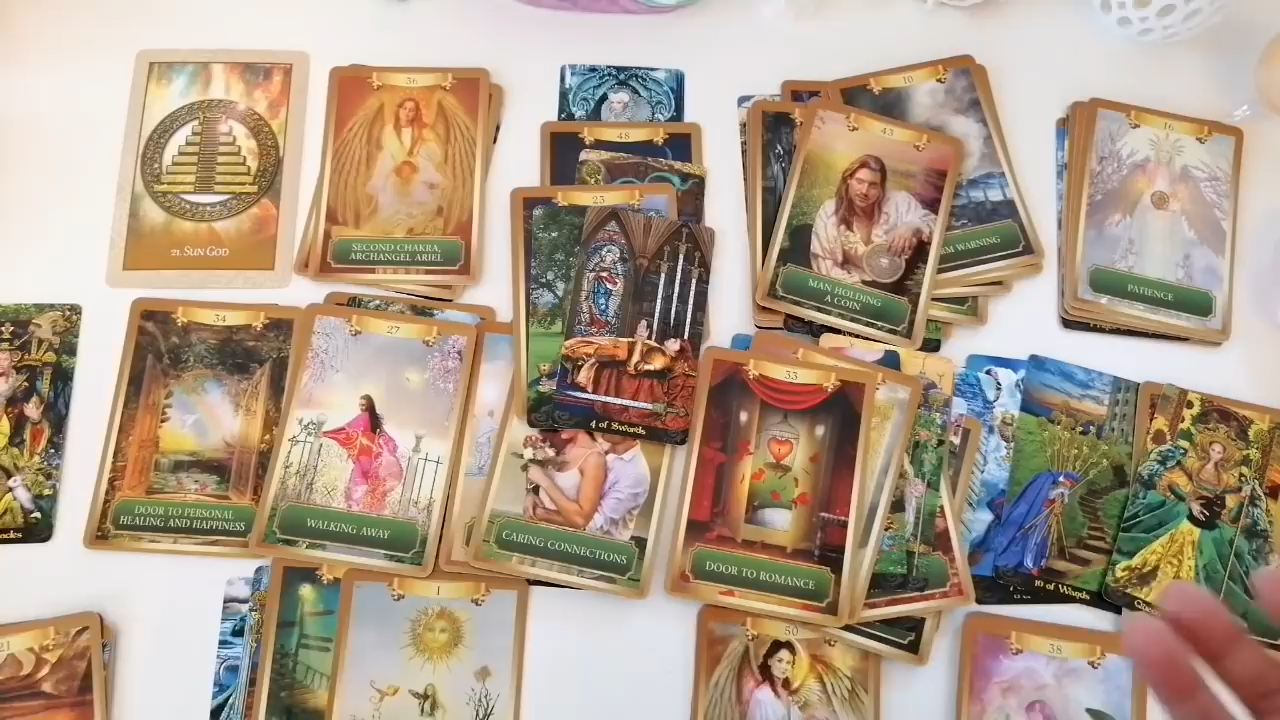 21. SUN GOD
36
SECOND CHAKRA,
ARCHANGEL ARIEL
48
23
4 of Swords
10
RM WARNING
43
MAN HOLDING
A COIN
16
PATIENCE
34
DOOR TO PERSONAL
HEALING AND HAPPINESS
27
WALKING AWAY
CARING CONNECTIONS
33
DOOR TO ROMANCE
10 of Wands
21
1
50
38